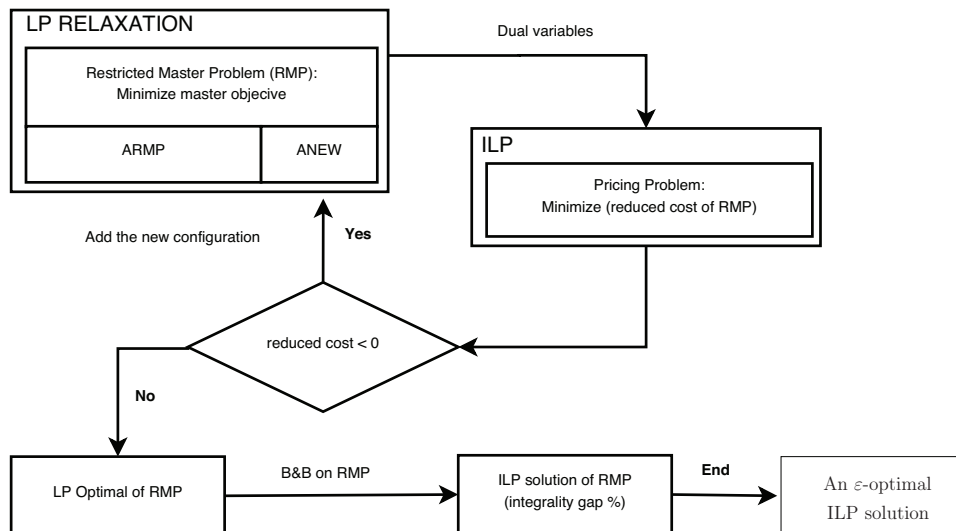 LP RELAXATION
Dual variables
Restricted Master Problem (RMP):
Minimize master objecive
ARMP
ANEW
ILP
Pricing Problem:
Minimize (reduced cost of RMP)
Add the new configuration
Yes
reduced cost < 0
No
LP Optimal of RMP
B&B on RMP
ILP solution of RMP
(integrality gap %)
End
An ε-optimal
ILP solution